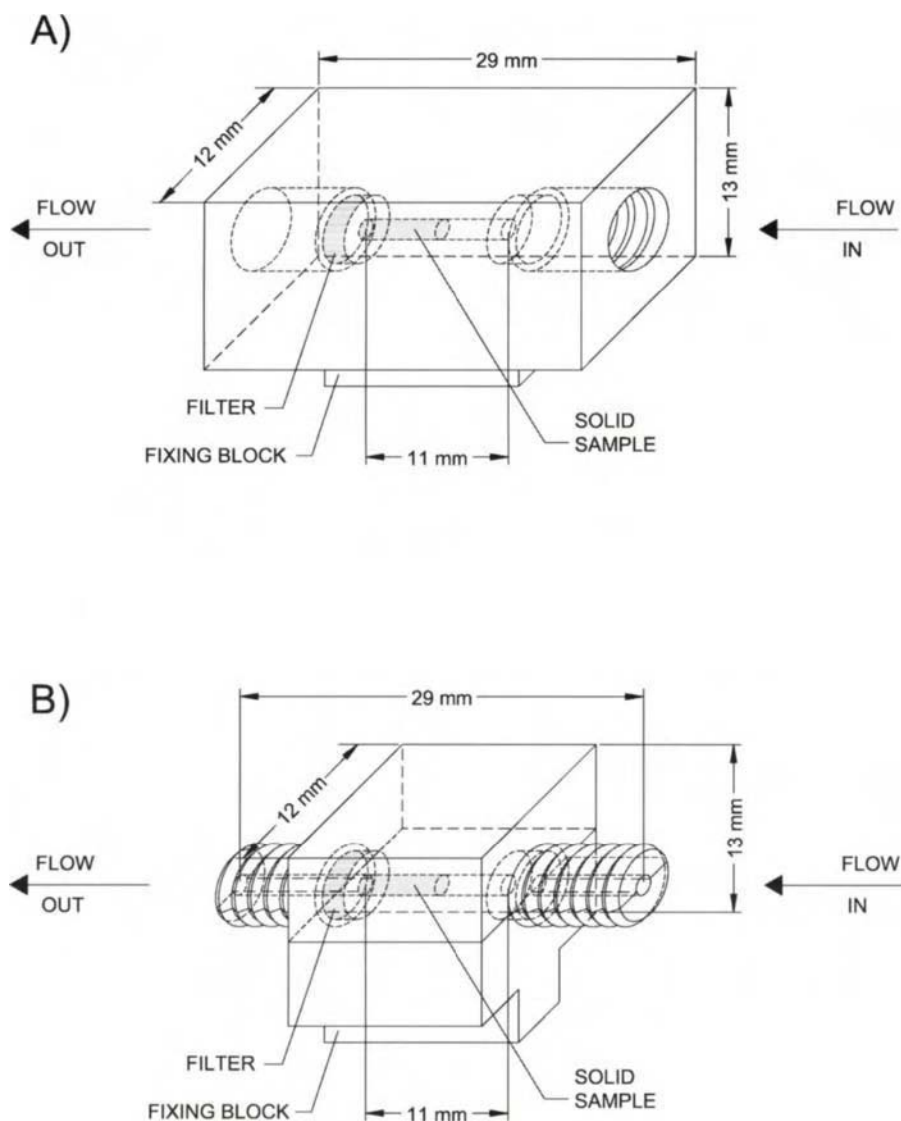 A)
29 mm
12 mm
13 mm
FLOW
OUT
FLOW
IN
FILTER
FIXING BLOCK
SOLID
SAMPLE
11 mm
B)
29 mm
12 mm
13 mm
FLOW
OUT
FLOW
IN
FILTER
FIXING BLOCK
SOLID
SAMPLE
11 mm